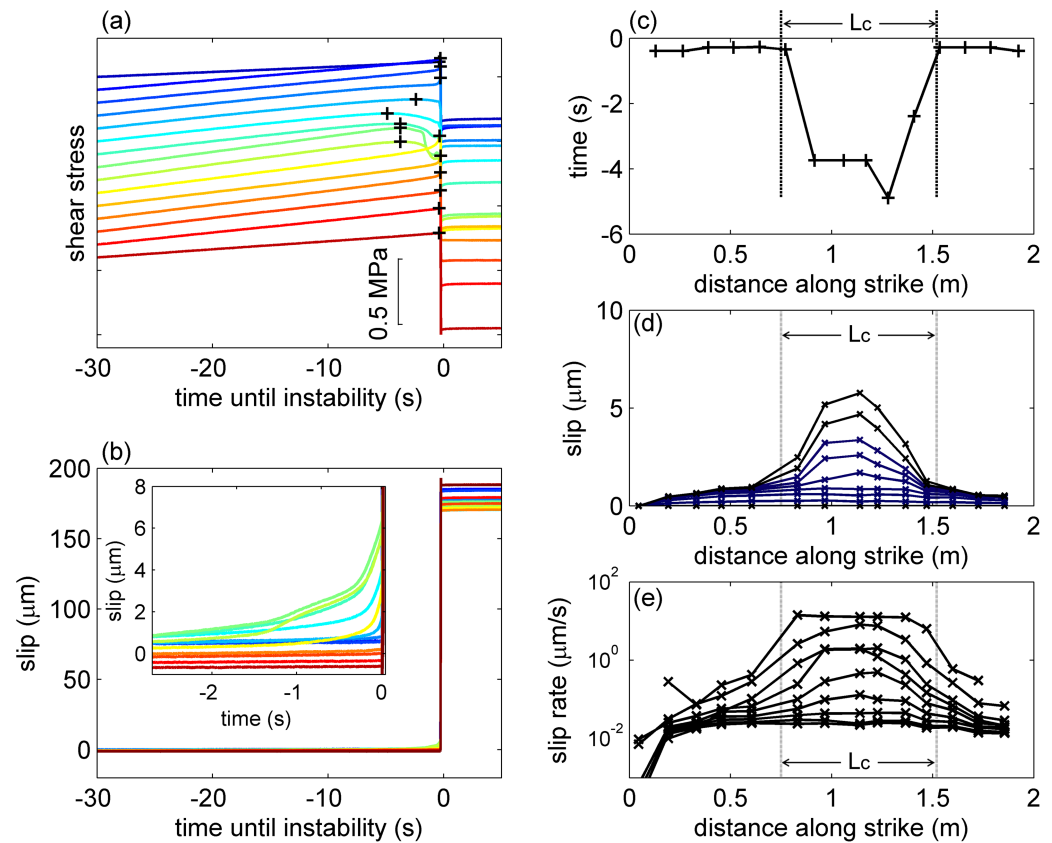 (a)
shear stress
0.5 MPa
-30
-20
-10
0
time until instability (s)
(b)
200
150
100
50
0
slip (μm)
8
6
4
2
0
slip (μm)
-2
-1
0
time (s)
-30
-20
-10
0
time until instability (s)
(c)
Lc
0
-2
-4
-6
time (s)
0
0.5
1
1.5
2
distance along strike (m)
(d)
Lc
10
5
0
slip (μm)
0
0.5
1
1.5
2
distance along strike (m)
(e)
10²
10⁰
10⁻²
slip rate (μm/s)
Lc
0
0.5
1
1.5
2
distance along strike (m)